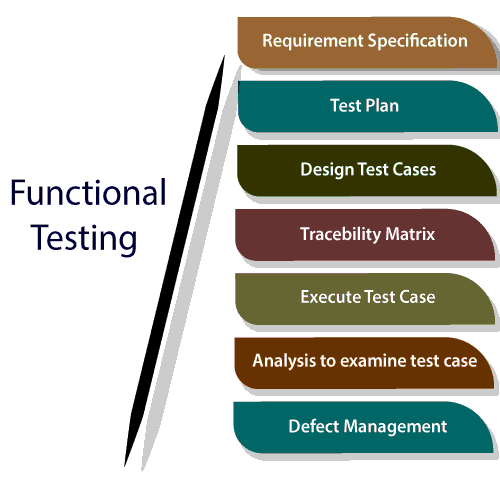 Functional
Testing
Requirement Specification
Test Plan
Design Test Cases
Tracebility Matrix
Execute Test Case
Analysis to examine test case
Defect Management